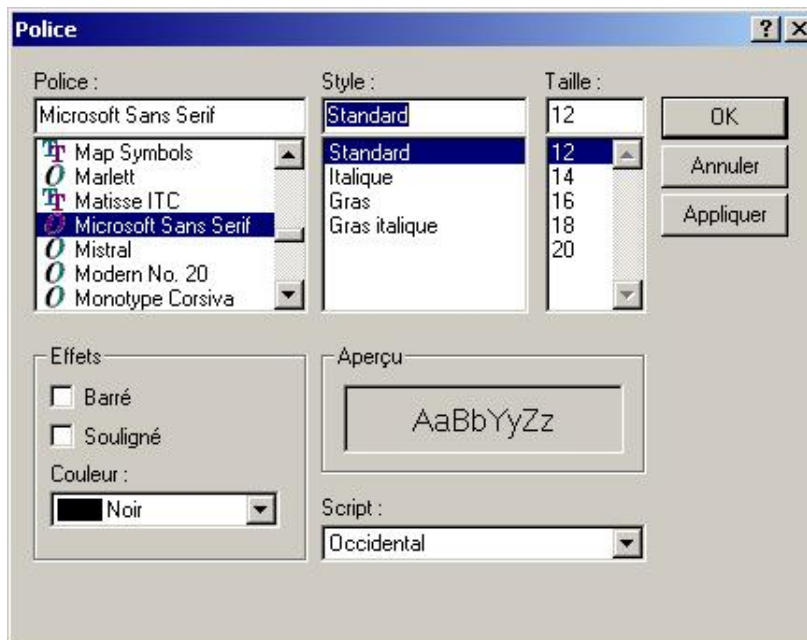 Police
Police :
Style :
Taille :
Microsoft Sans Serif
Standard
12
OK
Annuler
Appliquer
Map Symbols
Marlett
Matisse ITC
Microsoft Sans Serif
Mistral
Modern No. 20
Monotype Corsiva
Standard
Italique
Gras
Gras italique
12
14
16
18
20
Effets
Barré
Souligné
Couleur :
Noir
Aperçu
AaBbYyZz
Script :
Occidental